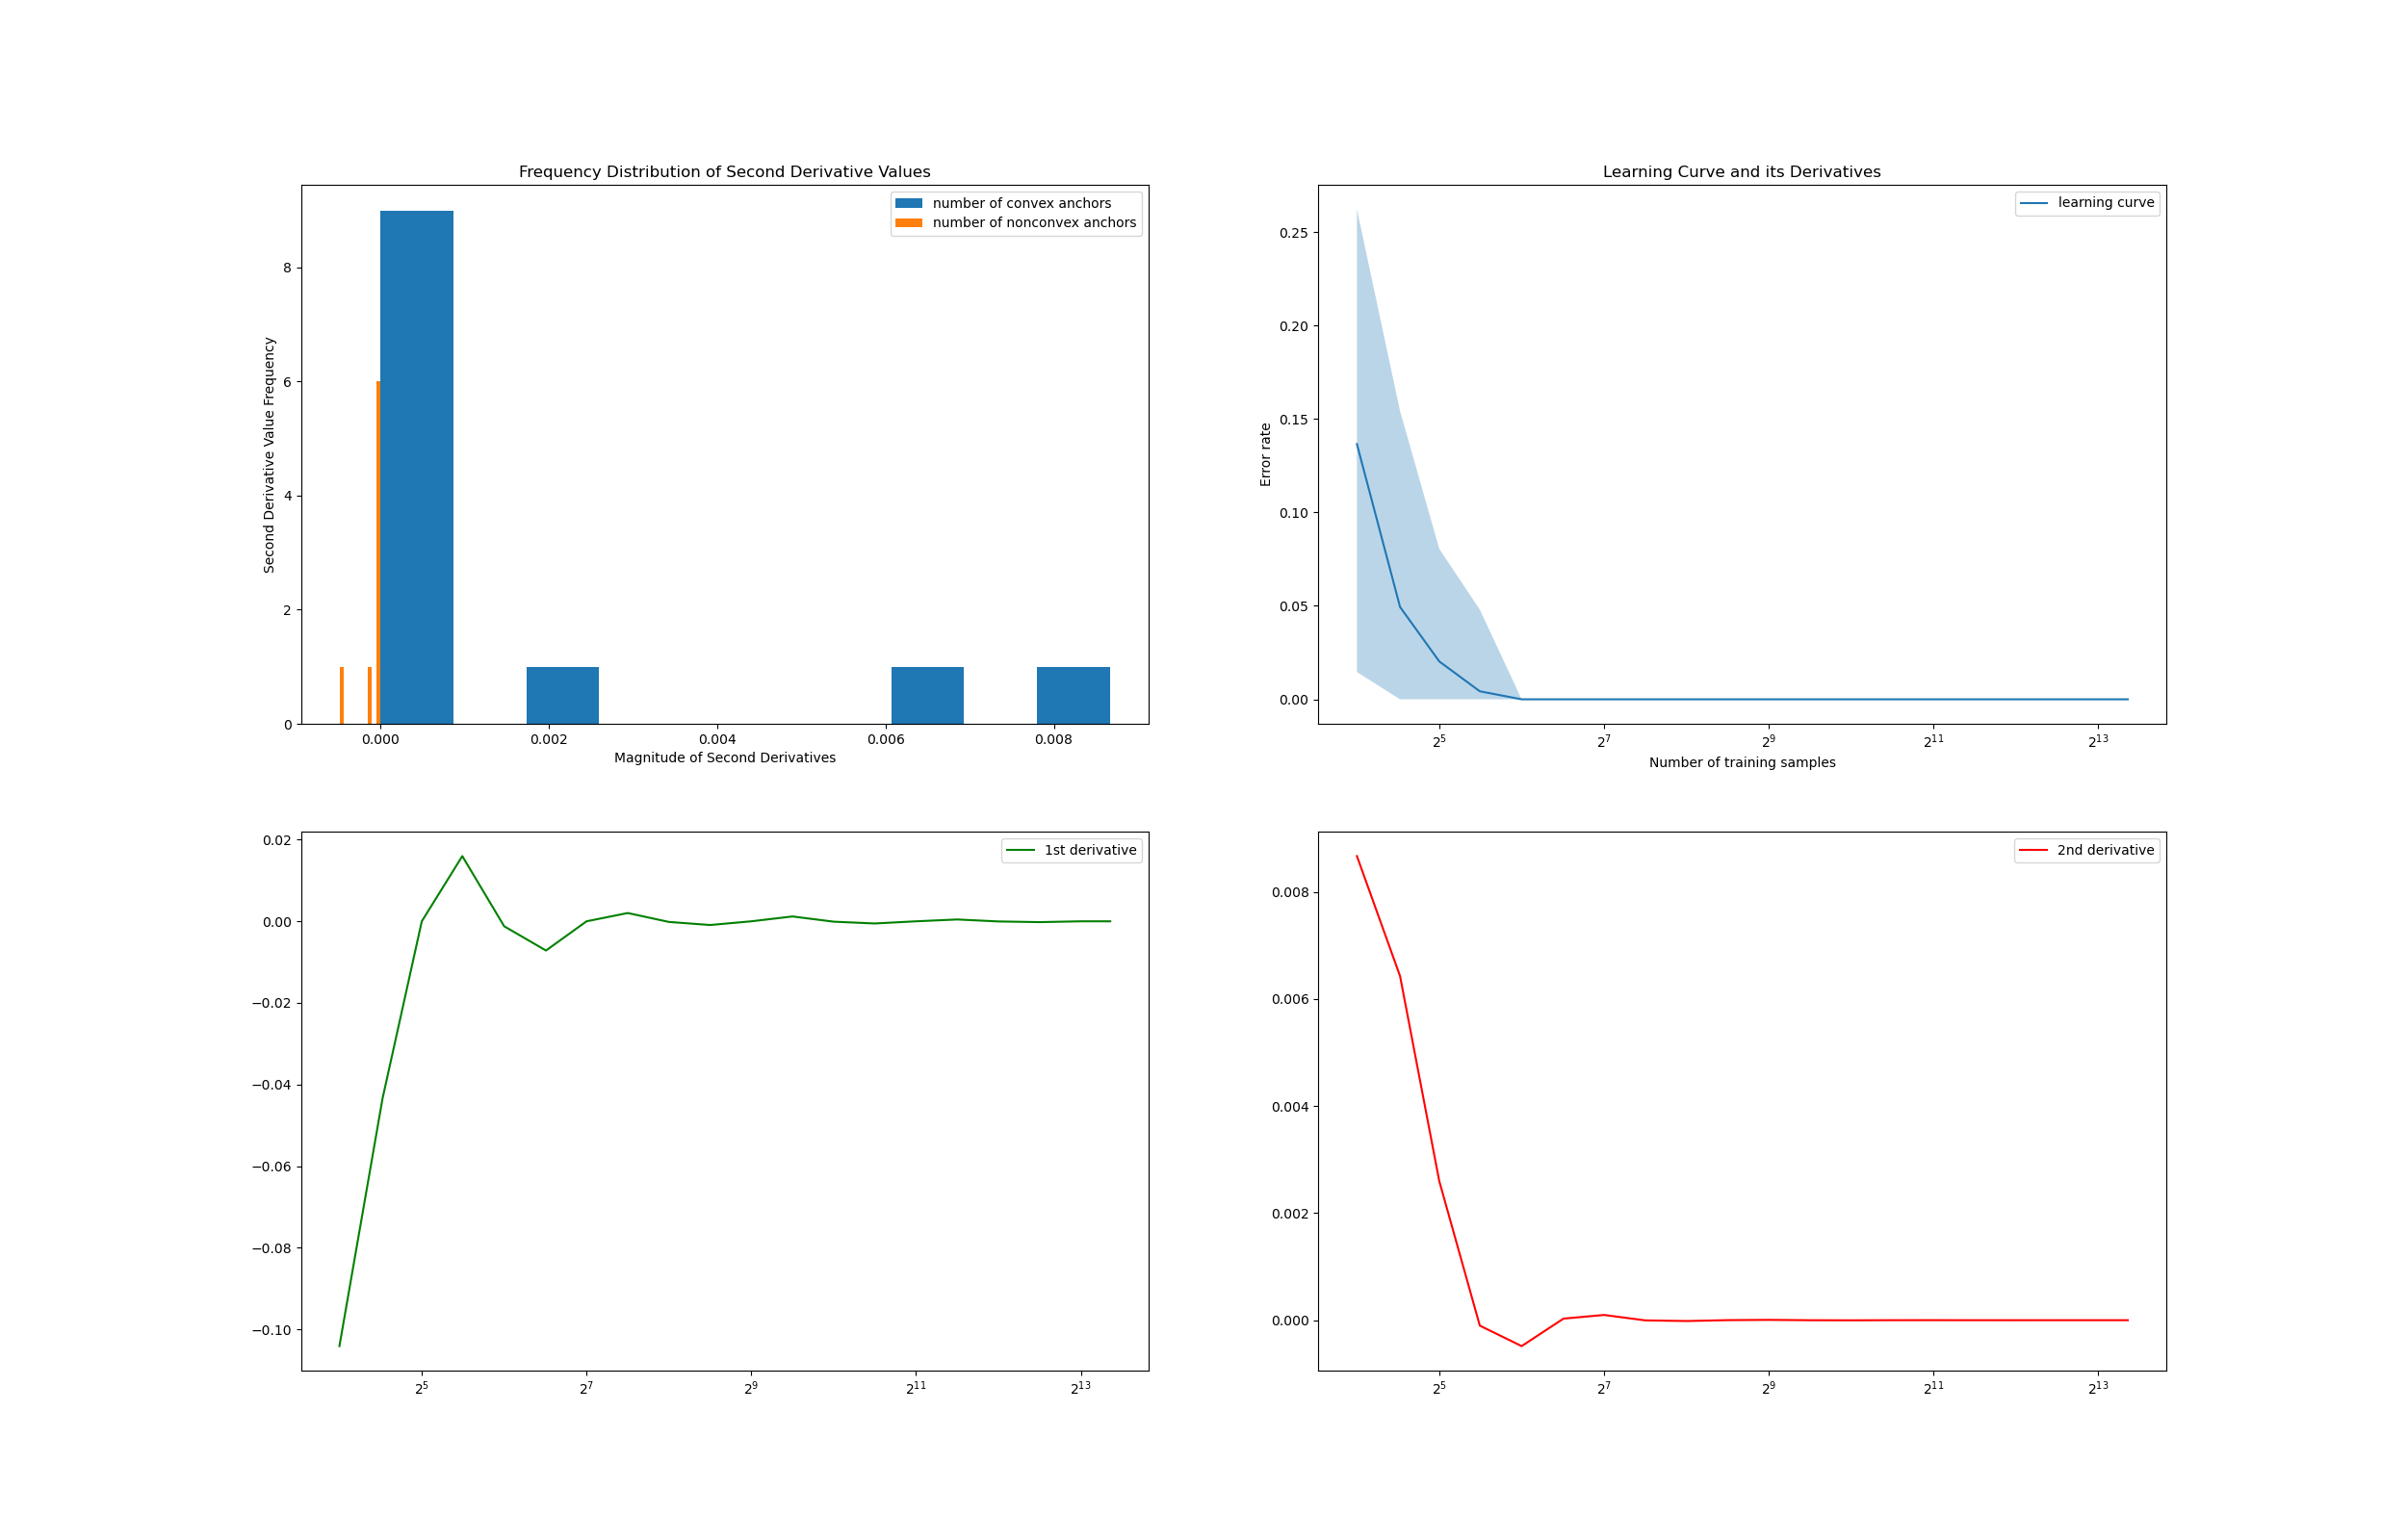 Frequency Distribution of Second Derivative Values
number of convex anchors
number of nonconvex anchors
8
6
4
2
0
Second Derivative Value Frequency
0.000 0.002 0.004 0.006 0.008
Magnitude of Second Derivatives
Learning Curve and its Derivatives
learning curve
0.25
0.20
0.15
0.10
0.05
0.00
Error rate
2^5 2^7 2^9 2^11 2^13
Number of training samples
1st derivative
0.02
0.00
−0.02
−0.04
−0.06
−0.08
−0.10
2^5 2^7 2^9 2^11 2^13
2nd derivative
0.008
0.006
0.004
0.002
0.000
2^5 2^7 2^9 2^11 2^13